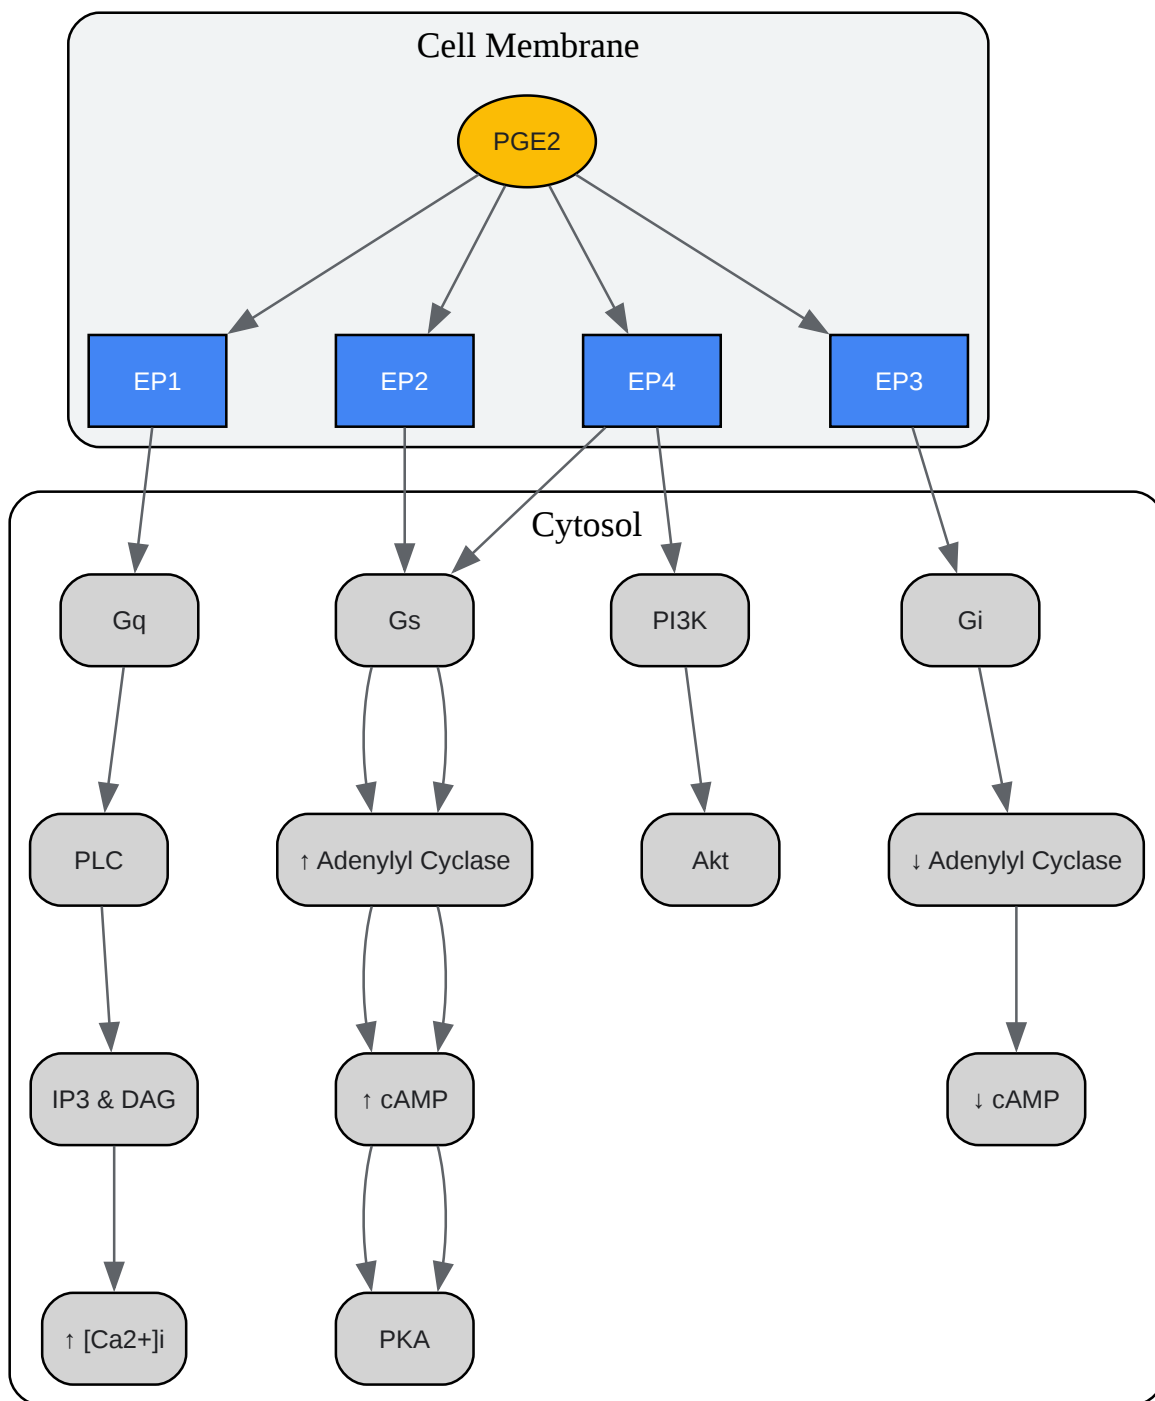 Cell Membrane
PGE2
EP1
EP2
EP4
EP3
Cytosol
Gq
Gs
PI3K
Gi
PLC
↑ Adenylyl Cyclase
Akt
↓ Adenylyl Cyclase
IP3 & DAG
↑ cAMP
↓ cAMP
↑ [Ca2+]i
PKA